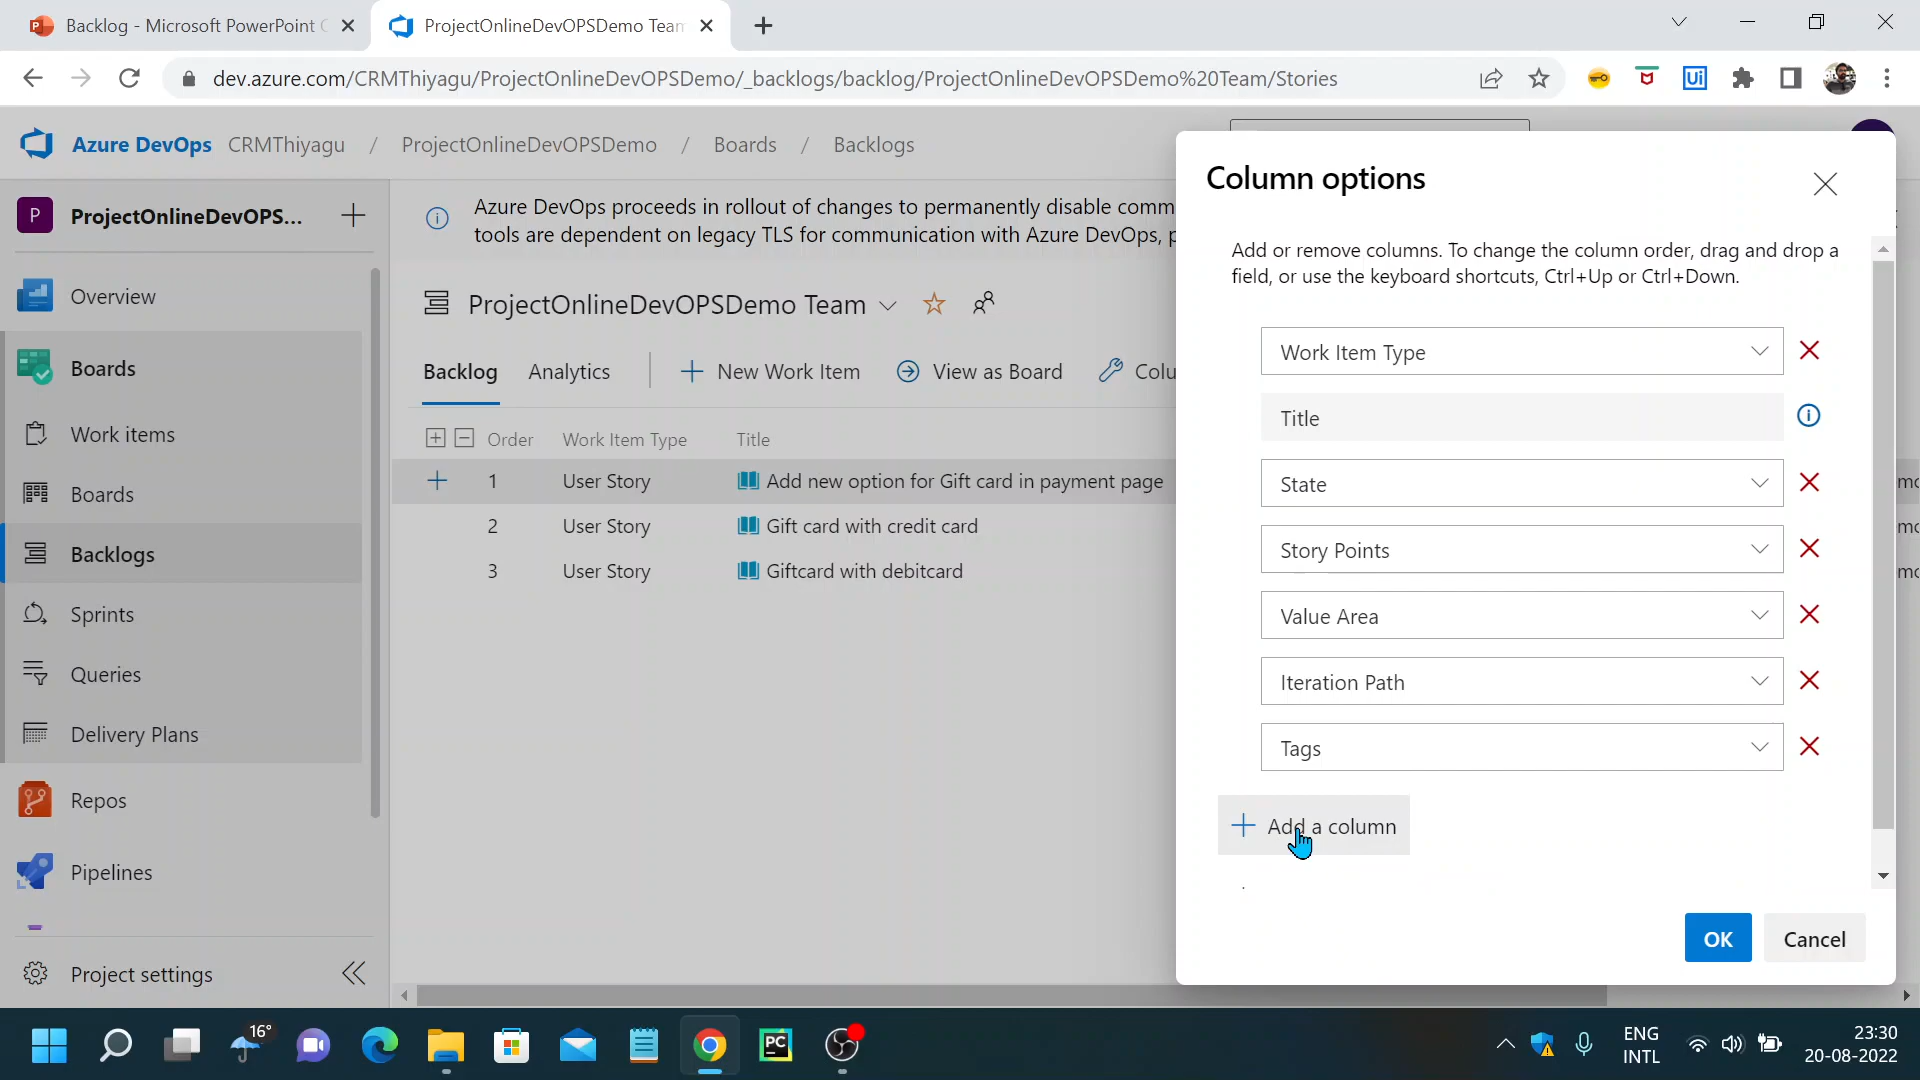 Backlog - Microsoft PowerPoint
ProjectOnlineDevOPSDemo Team
dev.azure.com/CRMThiyagu/ProjectOnlineDevOPSDemo/_backlogs/backlog/ProjectOnlineDevOPSDemo%20Team/Stories
Ui
Azure DevOps CRMThiyagu / ProjectOnlineDevOPSDemo / Boards / Backlogs
P ProjectOnlineDevOPS...
Overview
Boards
Work items
Boards
Backlogs
Sprints
Queries
Delivery Plans
Repos
Pipelines
Project settings
Azure DevOps proceeds in rollout of changes to permanently disable comm
tools are dependent on legacy TLS for communication with Azure DevOps, p
ProjectOnlineDevOPSDemo Team
Backlog Analytics New Work Item View as Board Colu
Order Work Item Type Title
1 User Story Add new option for Gift card in payment page
2 User Story Gift card with credit card
3 User Story Giftcard with debitcard
Column options
Add or remove columns. To change the column order, drag and drop a
field, or use the keyboard shortcuts, Ctrl+Up or Ctrl+Down.
Work Item Type
Title
State
Story Points
Value Area
Iteration Path
Tags
Add a column
OK Cancel
16°
PC
ENG
INTL
23:30
20-08-2022